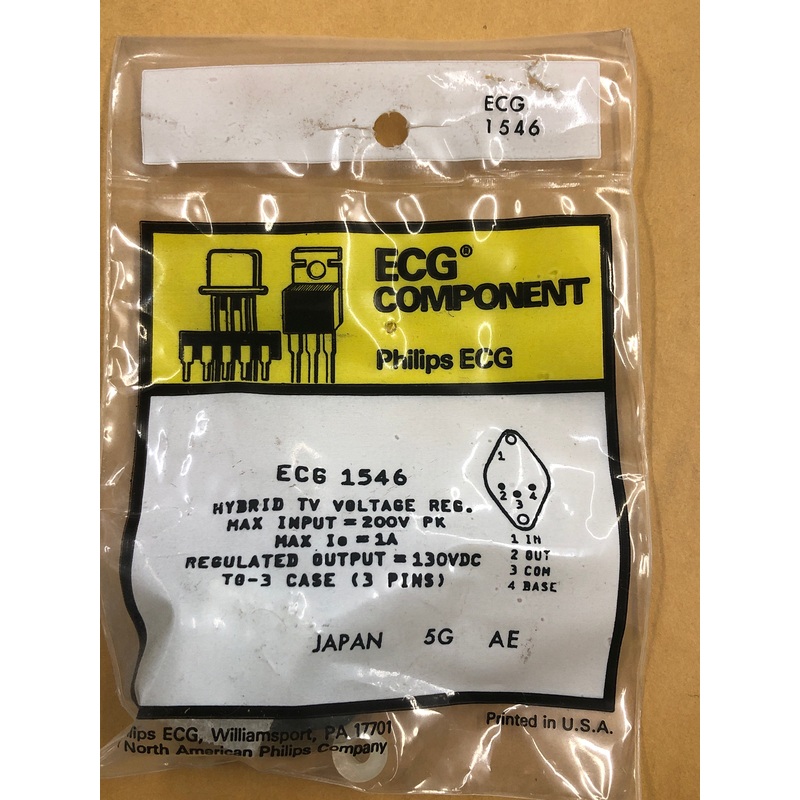 ECG
1546
ECG®
COMPONENT
Philips ECG
ECG 1546
HYBRID TV VOLTAGE REG.
MAX INPUT = 200V PK
MAX Io = 1A
REGULATED OUTPUT = 130VDC
TO-3 CASE (3 PINS)
1
2 3 4
1 IN
2 OUT
3 COM
4 BASE
JAPAN 5G AE
Printed in U.S.A.
ECG, Williamsport, PA 17701
North American Philips Company